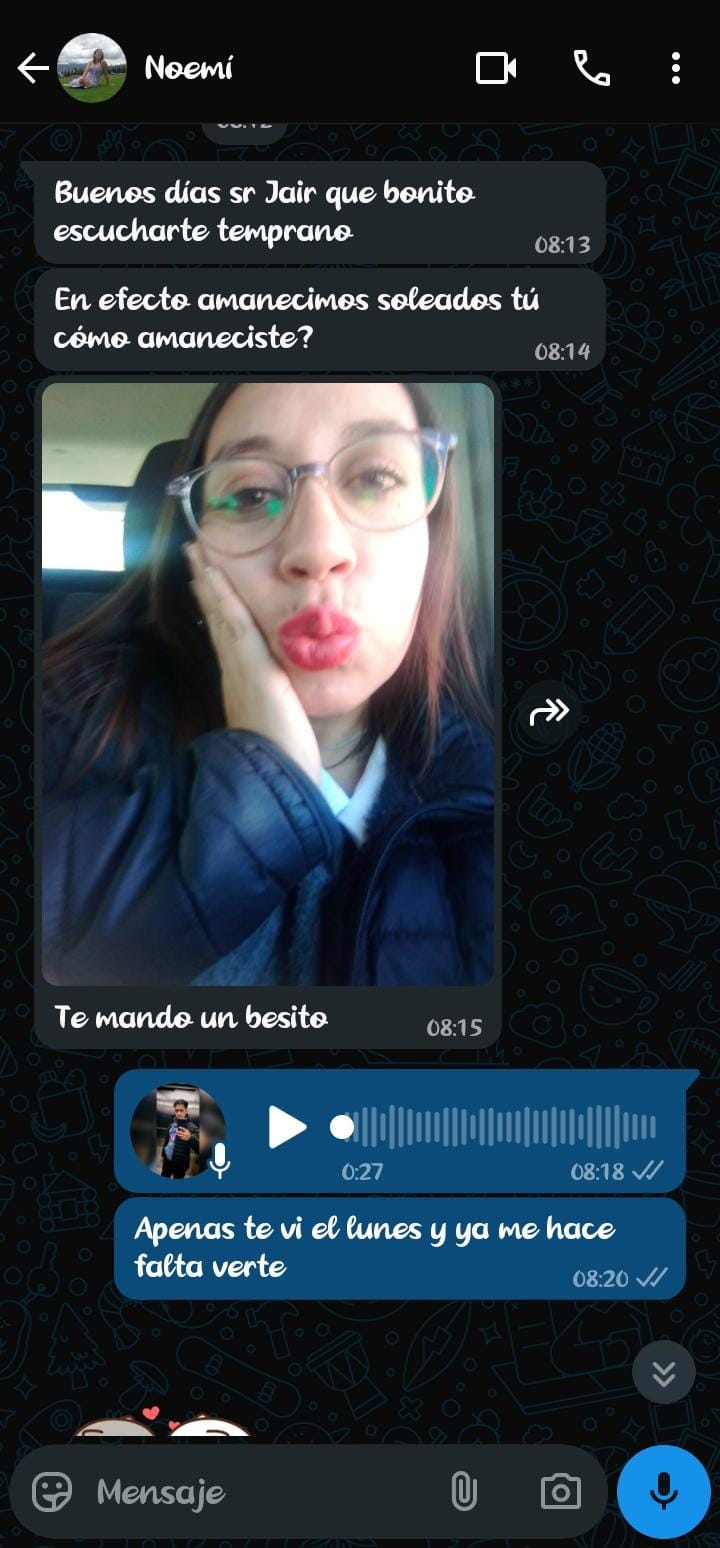 Noemí
Buenos días sr Jair que bonito
escucharte temprano
08:13
En efecto amanecimos soleados tú
cómo amaneciste?
08:14
Te mando un besito
08:15
0:27
08:18
Apenas te vi el lunes y ya me hace
falta verte
08:20
Mensaje